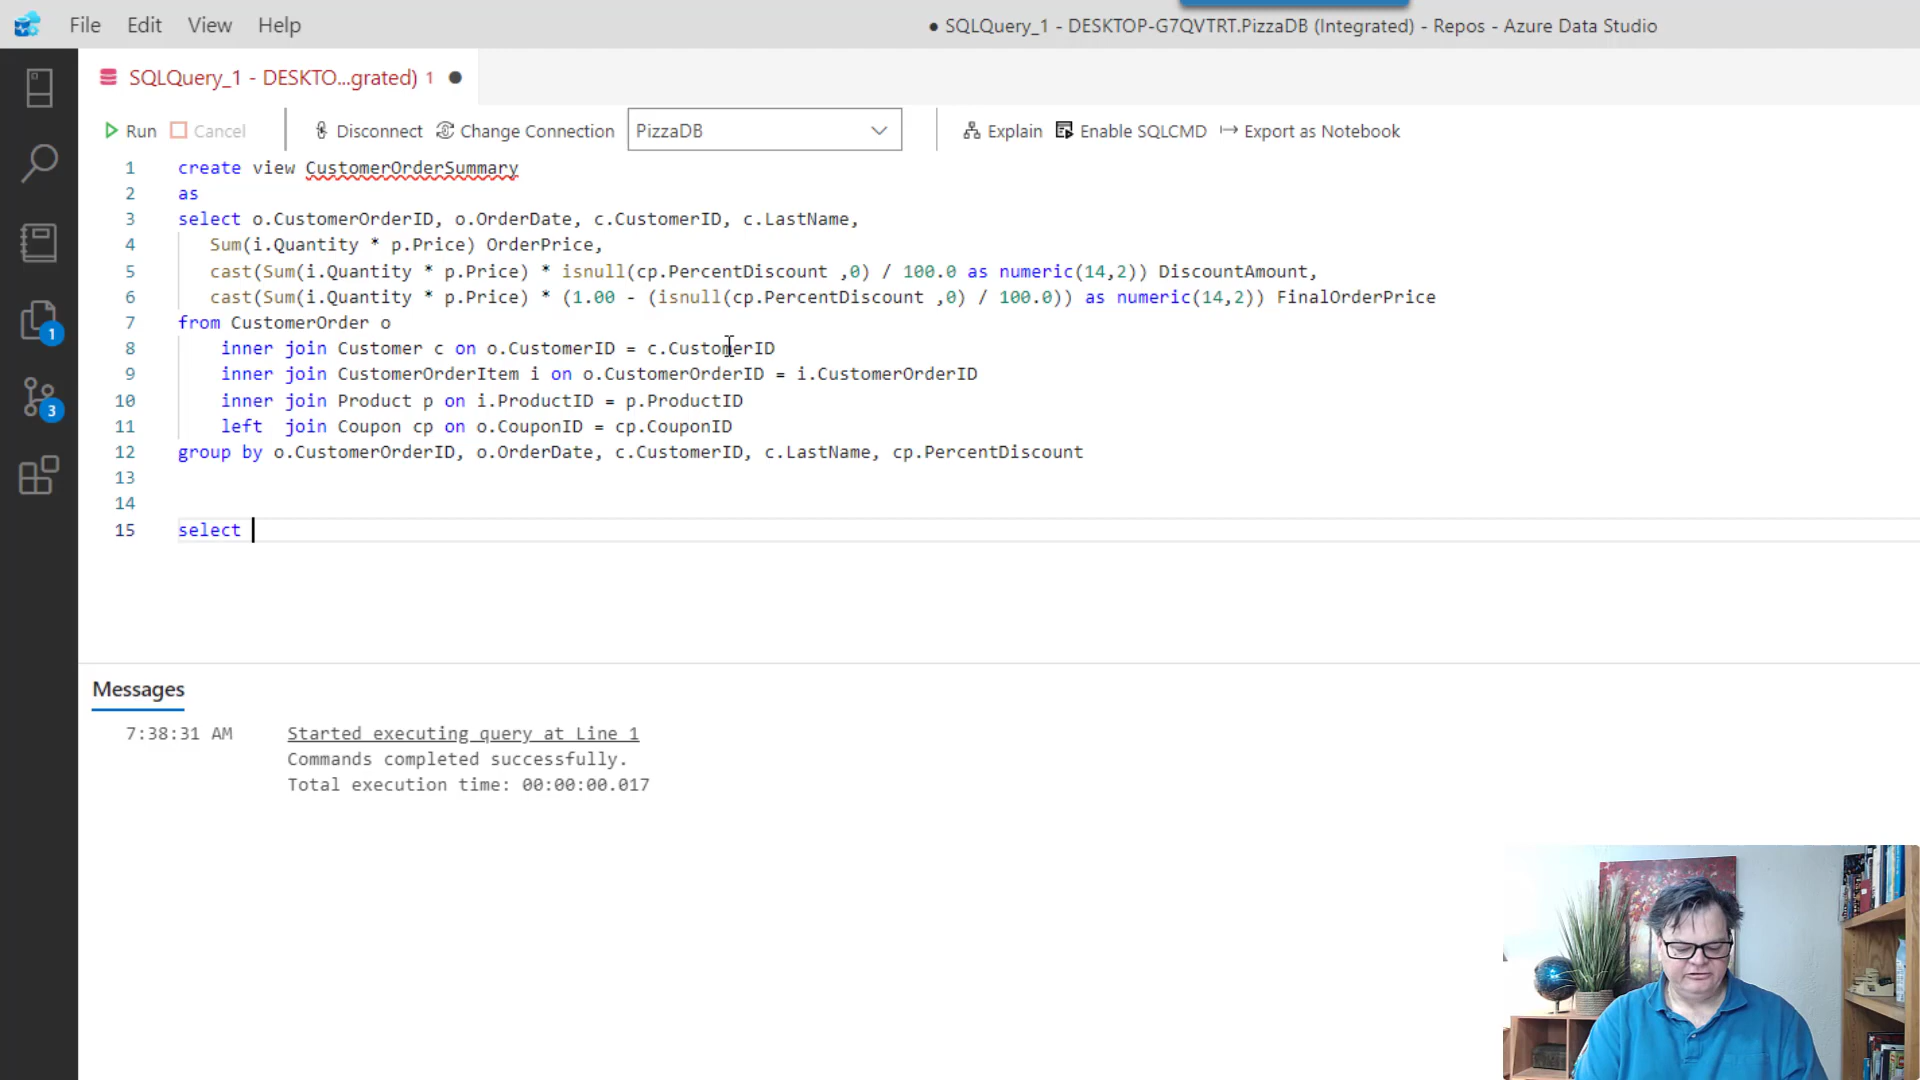 File Edit View Help
● SQLQuery_1 - DESKTOP-G7QVTRT.PizzaDB (Integrated) - Repos - Azure Data Studio
SQLQuery_1 - DESKTO...grated) 1 ●
Run Cancel Disconnect Change Connection PizzaDB Explain Enable SQLCMD Export as Notebook
1 create view CustomerOrderSummary
2 as
3 select o.CustomerOrderID, o.OrderDate, c.CustomerID, c.LastName,
4 Sum(i.Quantity * p.Price) OrderPrice,
5 cast(Sum(i.Quantity * p.Price) * isnull(cp.PercentDiscount ,0) / 100.0 as numeric(14,2)) DiscountAmount,
6 cast(Sum(i.Quantity * p.Price) * (1.00 - (isnull(cp.PercentDiscount ,0) / 100.0)) as numeric(14,2)) FinalOrderPrice
7 from CustomerOrder o
8 inner join Customer c on o.CustomerID = c.CustomerID
9 inner join CustomerOrderItem i on o.CustomerOrderID = i.CustomerOrderID
10 inner join Product p on i.ProductID = p.ProductID
11 left join Coupon cp on o.CouponID = cp.CouponID
12 group by o.CustomerOrderID, o.OrderDate, c.CustomerID, c.LastName, cp.PercentDiscount
13
14
15 select
1
3
Messages
7:38:31 AM Started executing query at Line 1
Commands completed successfully.
Total execution time: 00:00:00.017